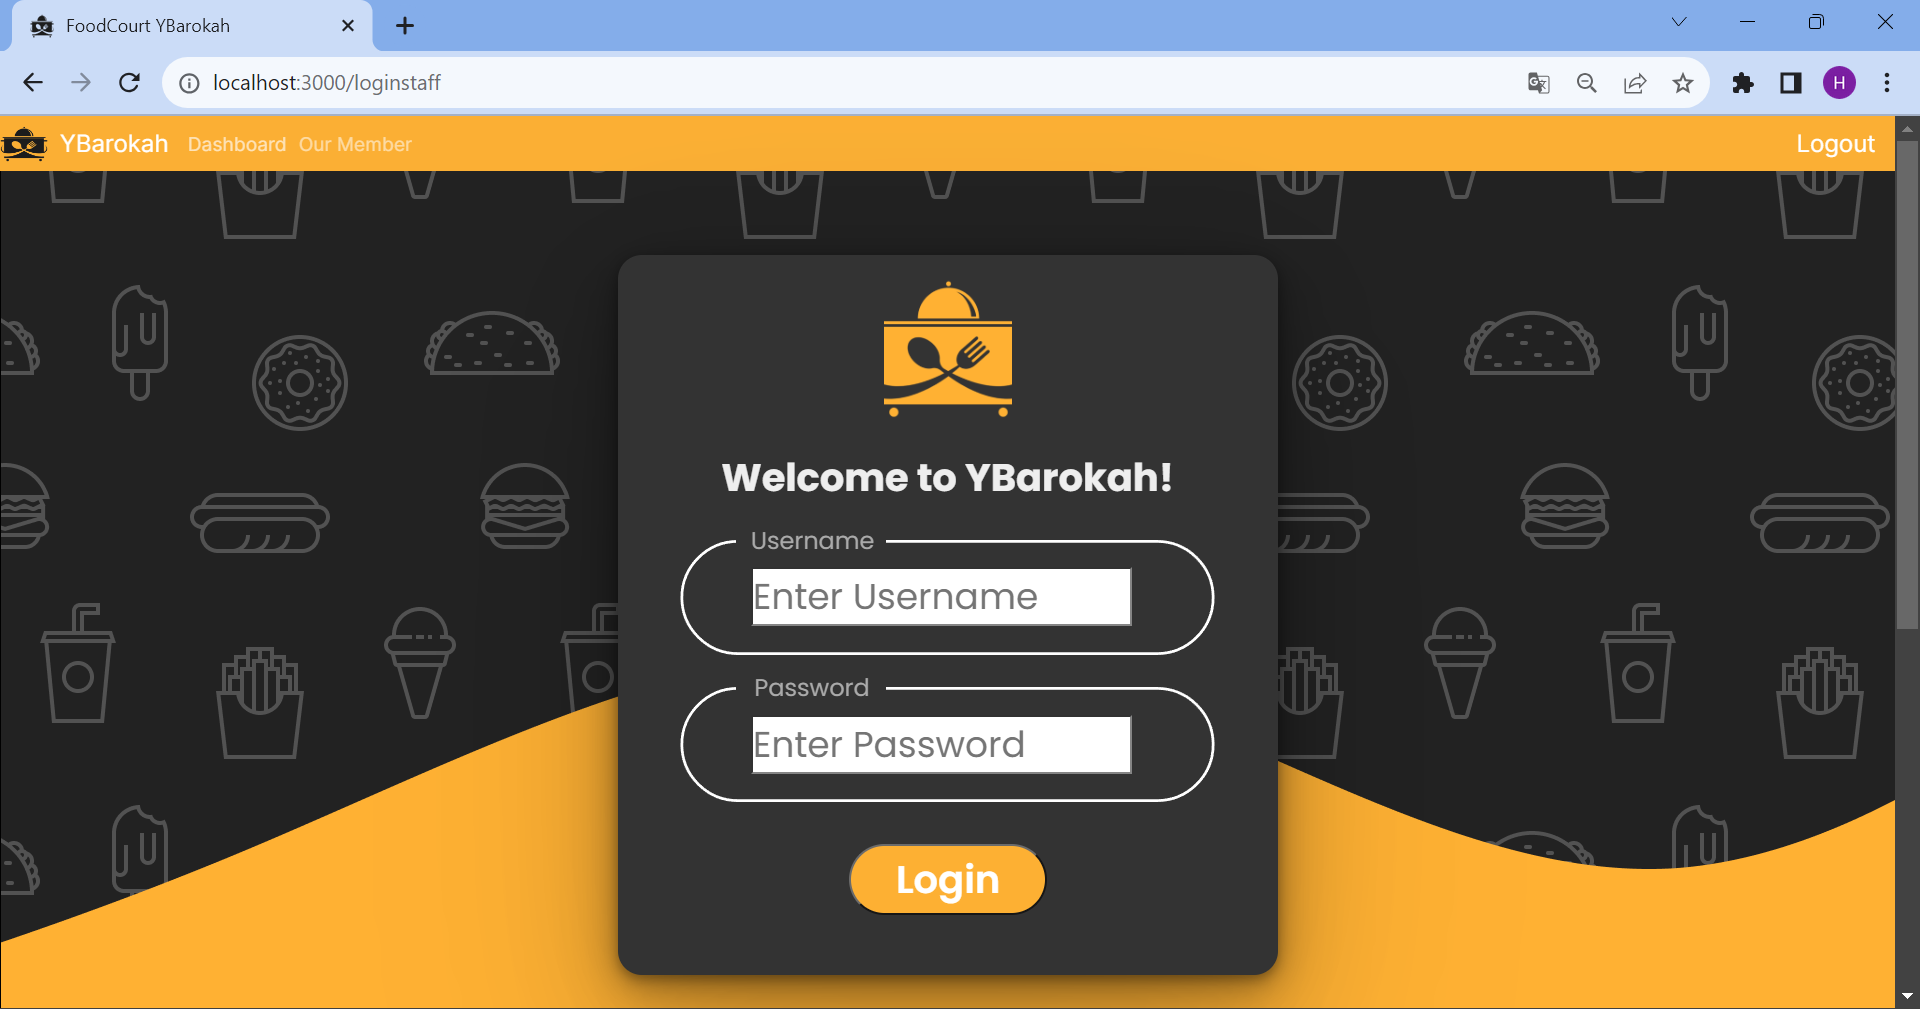 FoodCourt YBarokah
localhost:3000/loginstaff
H
YBarokah Dashboard Our Member Logout
Welcome to YBarokah!
Username
Enter Username
Password
Enter Password
Login